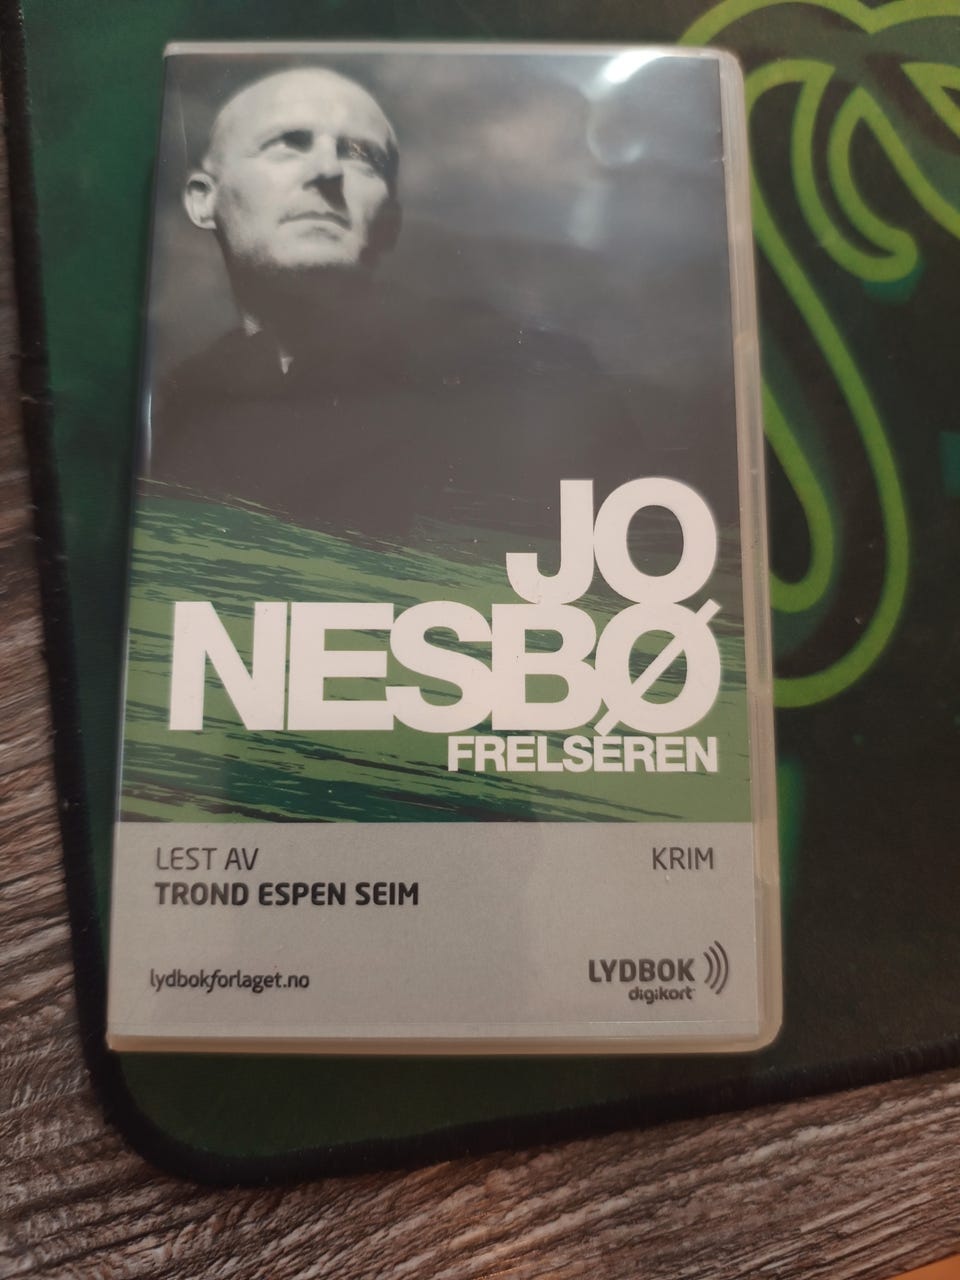 JO
NESBØ
FRELSEREN
LEST AV
TROND ESPEN SEIM
KRIM
lydbokforlaget.no
LYDBOK
digikort